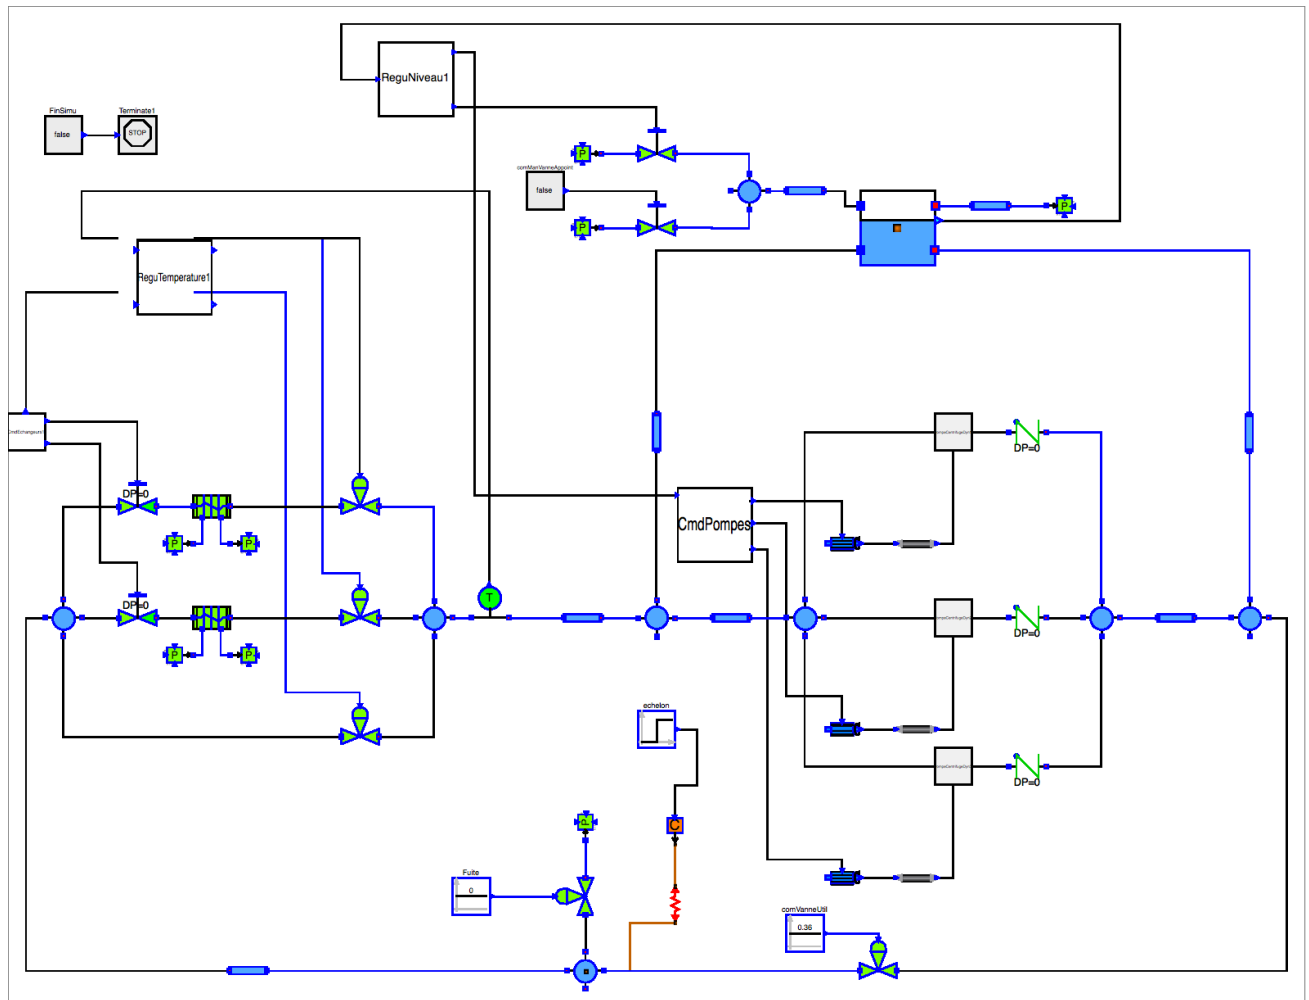 ReguNiveau1
FinSimu
false
Terminate1
STOP
P
comManVanneAppoint
false
P
P
ReguTemperature1
DP=0
P
P
DP=0
P
P
T
CmdPompes
DP=0
DP=0
DP=0
echelon
P
C
Fuite
0
comVanneUtil
0.36